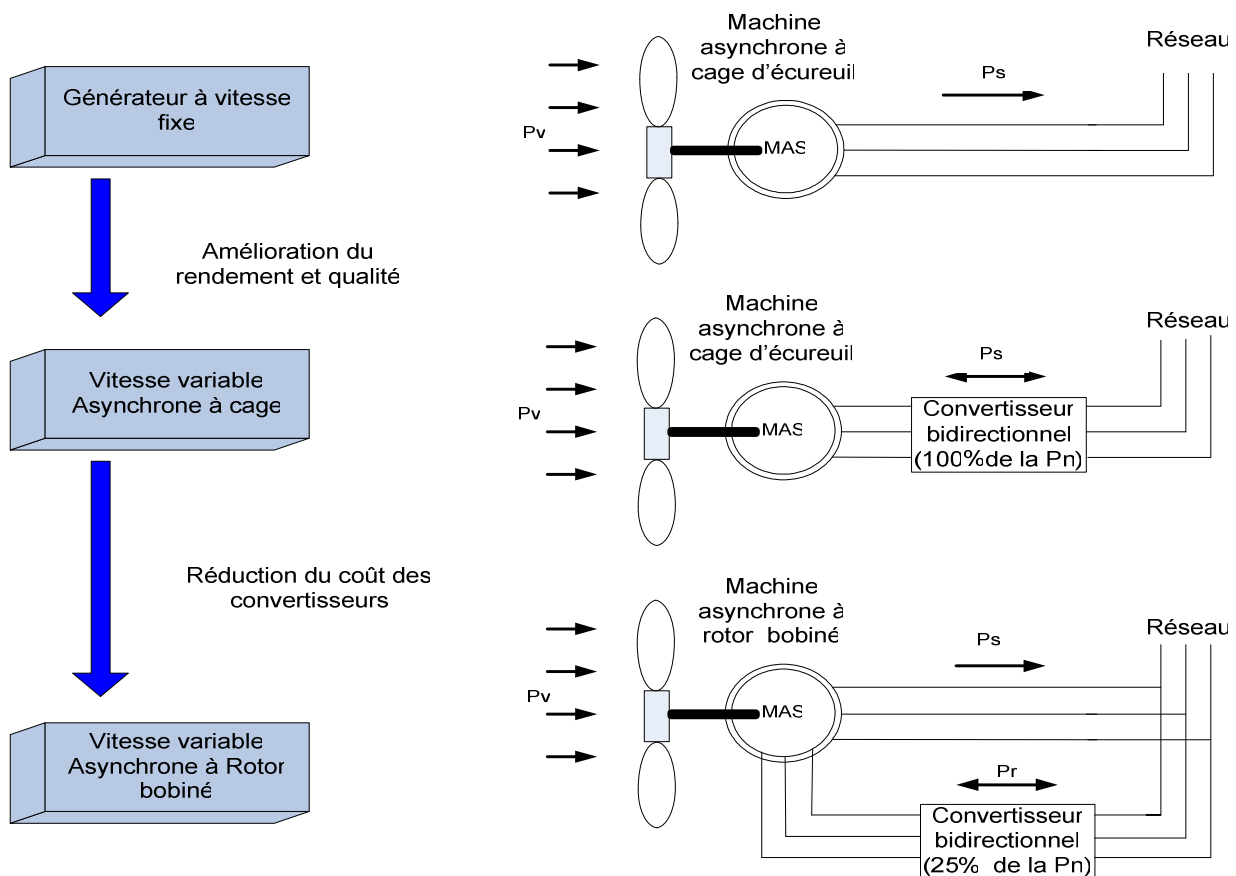 Machine
asynchrone à
cage d'écureuil
Réseau
Ps
Générateur à vitesse
fixe
Pv
MAS
Amélioration du
rendement et qualité
Machine
asynchrone à
cage d'écureuil
Réseau
Ps
Vitesse variable
Asynchrone à cage
Pv
MAS
Convertisseur
bidirectionnel
(100%de la Pn)
Réduction du coût des
convertisseurs
Machine
asynchrone à
rotor bobiné
Réseau
Ps
Pv
MAS
Vitesse variable
Asynchrone à Rotor
bobiné
Pr
Convertisseur
bidirectionnel
(25% de la Pn)